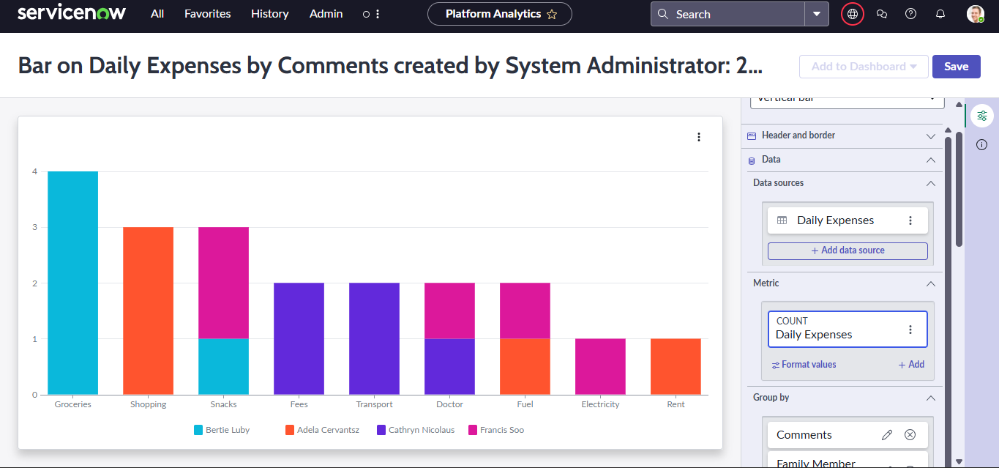 servicenow All Favorites History Admin Platform Analytics Search
Bar on Daily Expenses by Comments created by System Administrator: 2...
Add to Dashboard Save
Vertical bar
Header and border
Data
Data sources
Daily Expenses
+ Add data source
Metric
COUNT
Daily Expenses
Format values + Add
Group by
Comments
Family Member
4
3
2
1
0
Groceries Shopping Snacks Fees Transport Doctor Fuel Electricity Rent
Bertie Luby Adela Cervantsz Cathryn Nicolaus Francis Soo